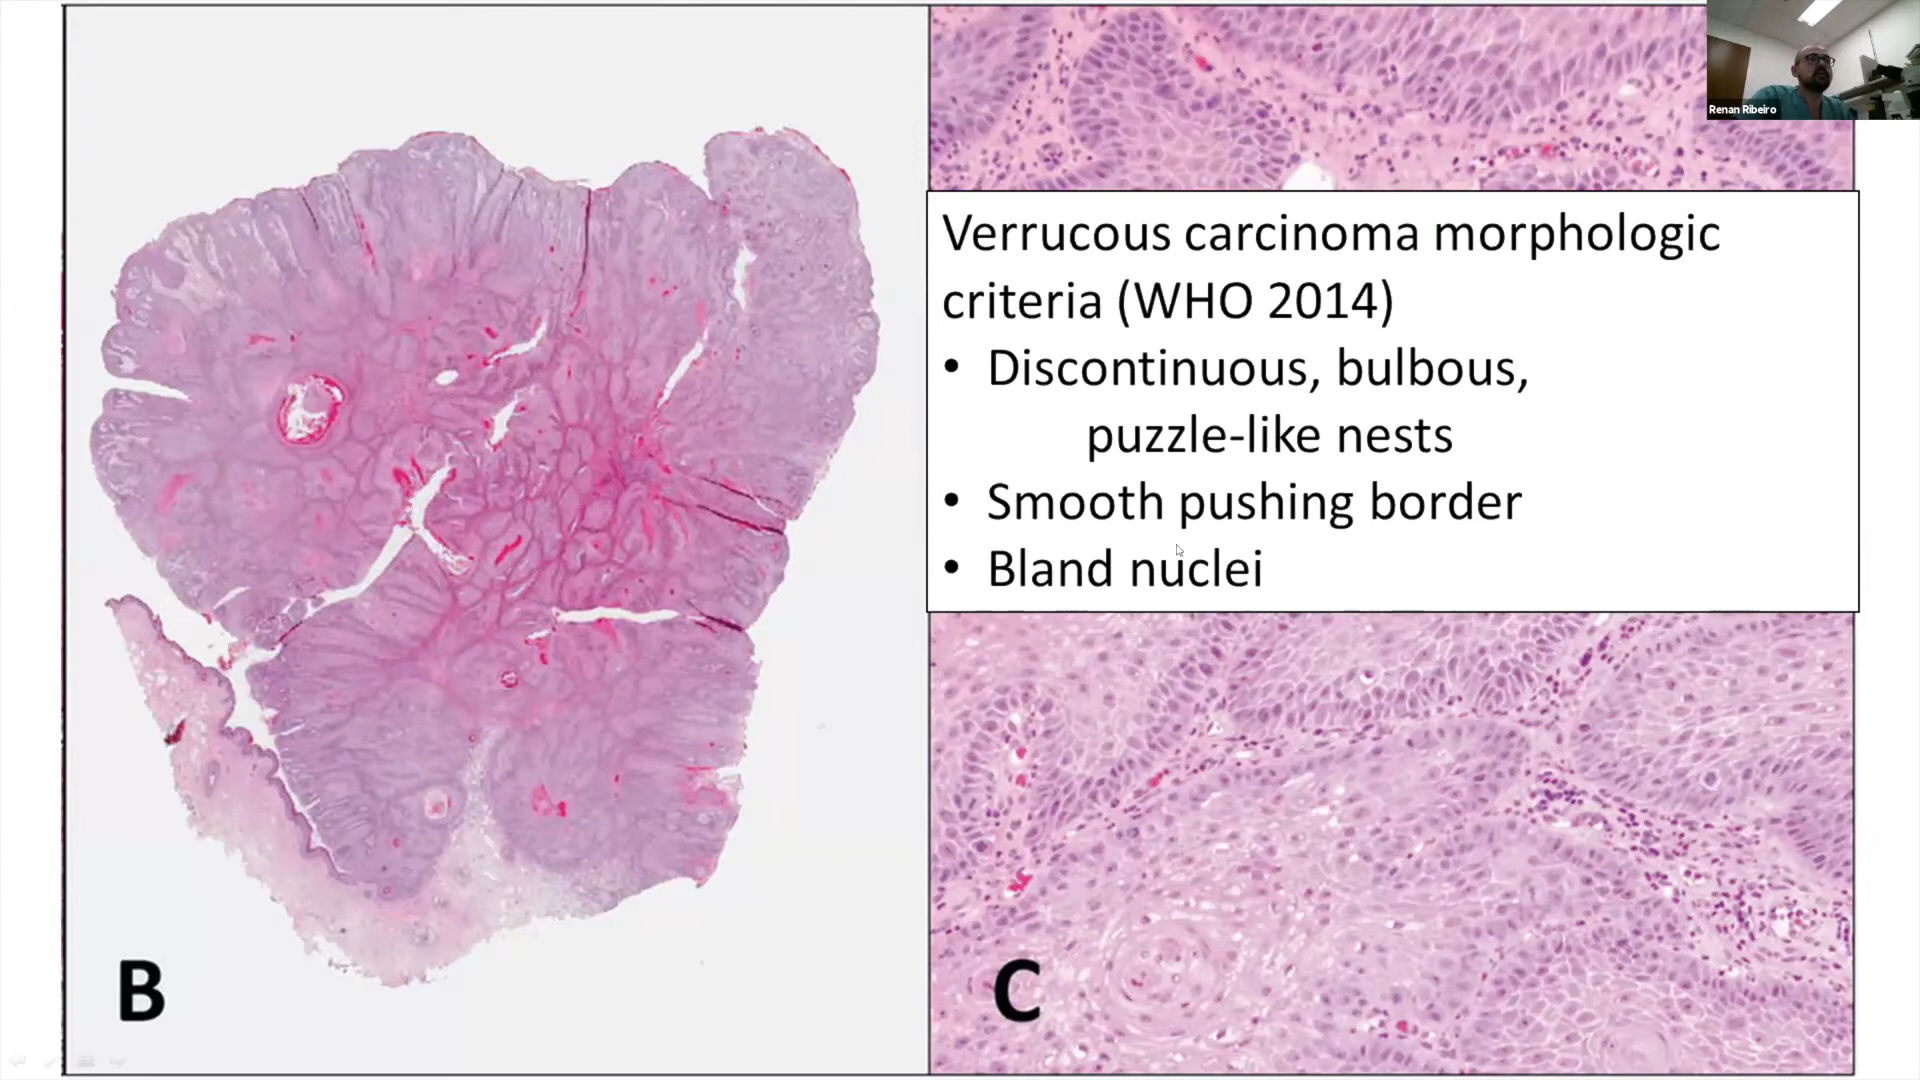 Renan Ribeiro
Verrucous carcinoma morphologic
criteria (WHO 2014)
• Discontinuous, bulbous,
puzzle-like nests
• Smooth pushing border
• Bland nuclei
B
C